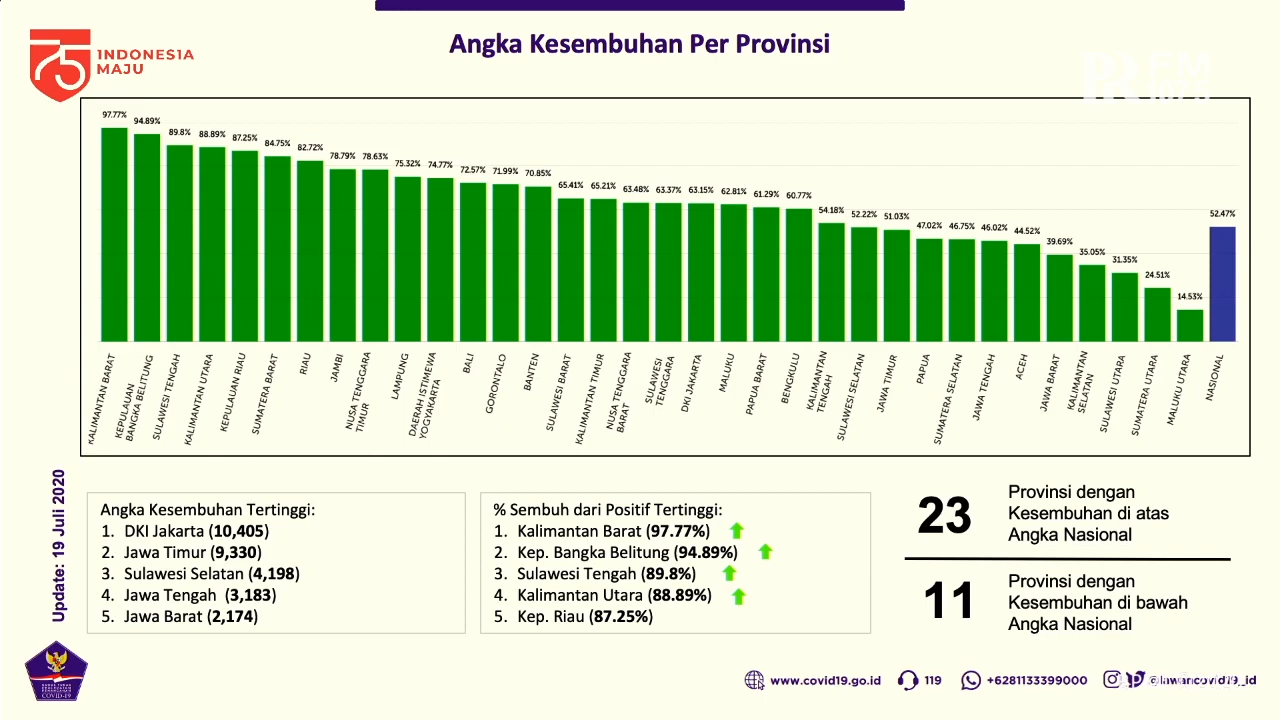 Angka Kesembuhan Per Provinsi
75 INDONESIA
MAJU
97.77%
94.89%
89.8%
88.89%
87.25%
84.75%
82.72%
78.79%
78.63%
75.32%
74.77%
72.57%
71.99%
70.85%
65.41%
65.21%
63.48%
63.37%
63.15%
62.81%
61.29%
60.77%
54.18%
52.22%
51.03%
47.02%
46.75%
46.02%
44.52%
39.69%
35.05%
31.35%
24.51%
14.53%
52.47%
KALIMANTAN BARAT
KEPULAUAN
BANGKA BELITUNG
SULAWESI TENGAH
KALIMANTAN UTARA
KEPULAUAN RIAU
SUMATERA BARAT
RIAU
JAMBI
NUSA TENGGARA
TIMUR
LAMPUNG
DAERAH ISTIMEWA
YOGYAKARTA
BALI
GORONTALO
BANTEN
SULAWESI BARAT
KALIMANTAN TIMUR
NUSA TENGGARA
BARAT
SULAWESI
TENGGARA
DKI JAKARTA
MALUKU
PAPUA BARAT
BENGKULU
KALIMANTAN
TENGAH
SULAWESI SELATAN
JAWA TIMUR
PAPUA
SUMATERA SELATAN
JAWA TENGAH
ACEH
JAWA BARAT
KALIMANTAN
SELATAN
SULAWESI UTARA
SUMATERA UTARA
MALUKU UTARA
NASIONAL
Update: 19 Juli 2020
Angka Kesembuhan Tertinggi:
1. DKI Jakarta (10,405)
2. Jawa Timur (9,330)
3. Sulawesi Selatan (4,198)
4. Jawa Tengah (3,183)
5. Jawa Barat (2,174)
% Sembuh dari Positif Tertinggi:
1. Kalimantan Barat (97.77%)
2. Kep. Bangka Belitung (94.89%)
3. Sulawesi Tengah (89.8%)
4. Kalimantan Utara (88.89%)
5. Kep. Riau (87.25%)
23 Provinsi dengan
Kesembuhan di atas
Angka Nasional
11 Provinsi dengan
Kesembuhan di bawah
Angka Nasional
COVID-19
www.covid19.go.id
119
+6281133399000
@lawancovid19_id